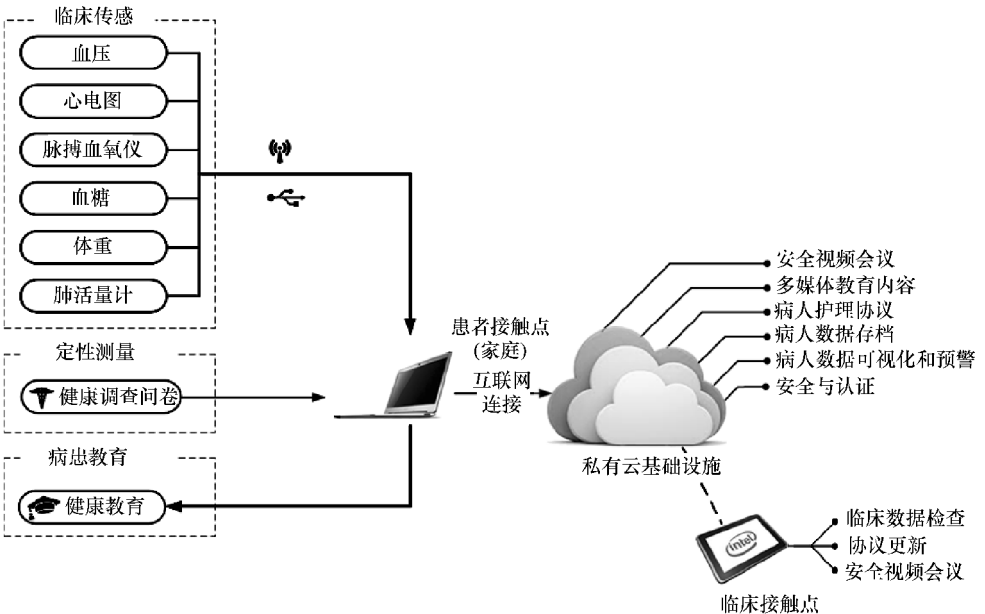 临床传感
血压
心电图
脉搏血氧仪
血糖
体重
肺活量计
定性测量
健康调查问卷
病患教育
健康教育
患者接触点
(家庭)
互联网
连接
安全视频会议
多媒体教育内容
病人护理协议
病人数据存档
病人数据可视化和预警
安全与认证
私有云基础设施
intel
临床数据检查
协议更新
安全视频会议
临床接触点